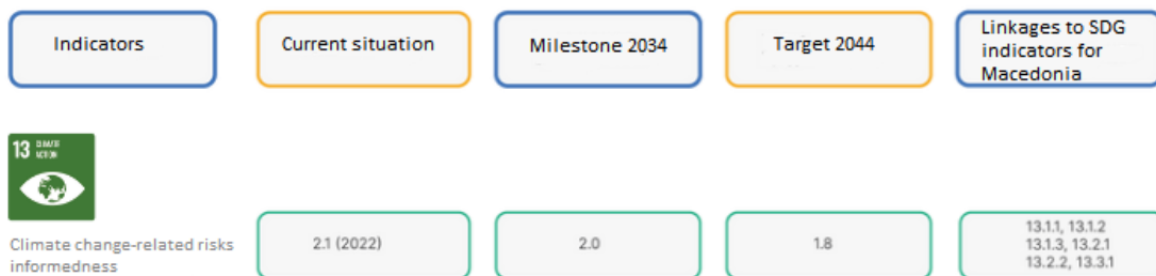 Indicators
Current situation
Milestone 2034
Target 2044
Linkages to SDG
indicators for
Macedonia
13 CLIMATE
ACTION
Climate change-related risks
informedness
2.1 (2022)
2.0
1.8
13.1.1, 13.1.2
13.1.3, 13.2.1
13.2.2, 13.3.1